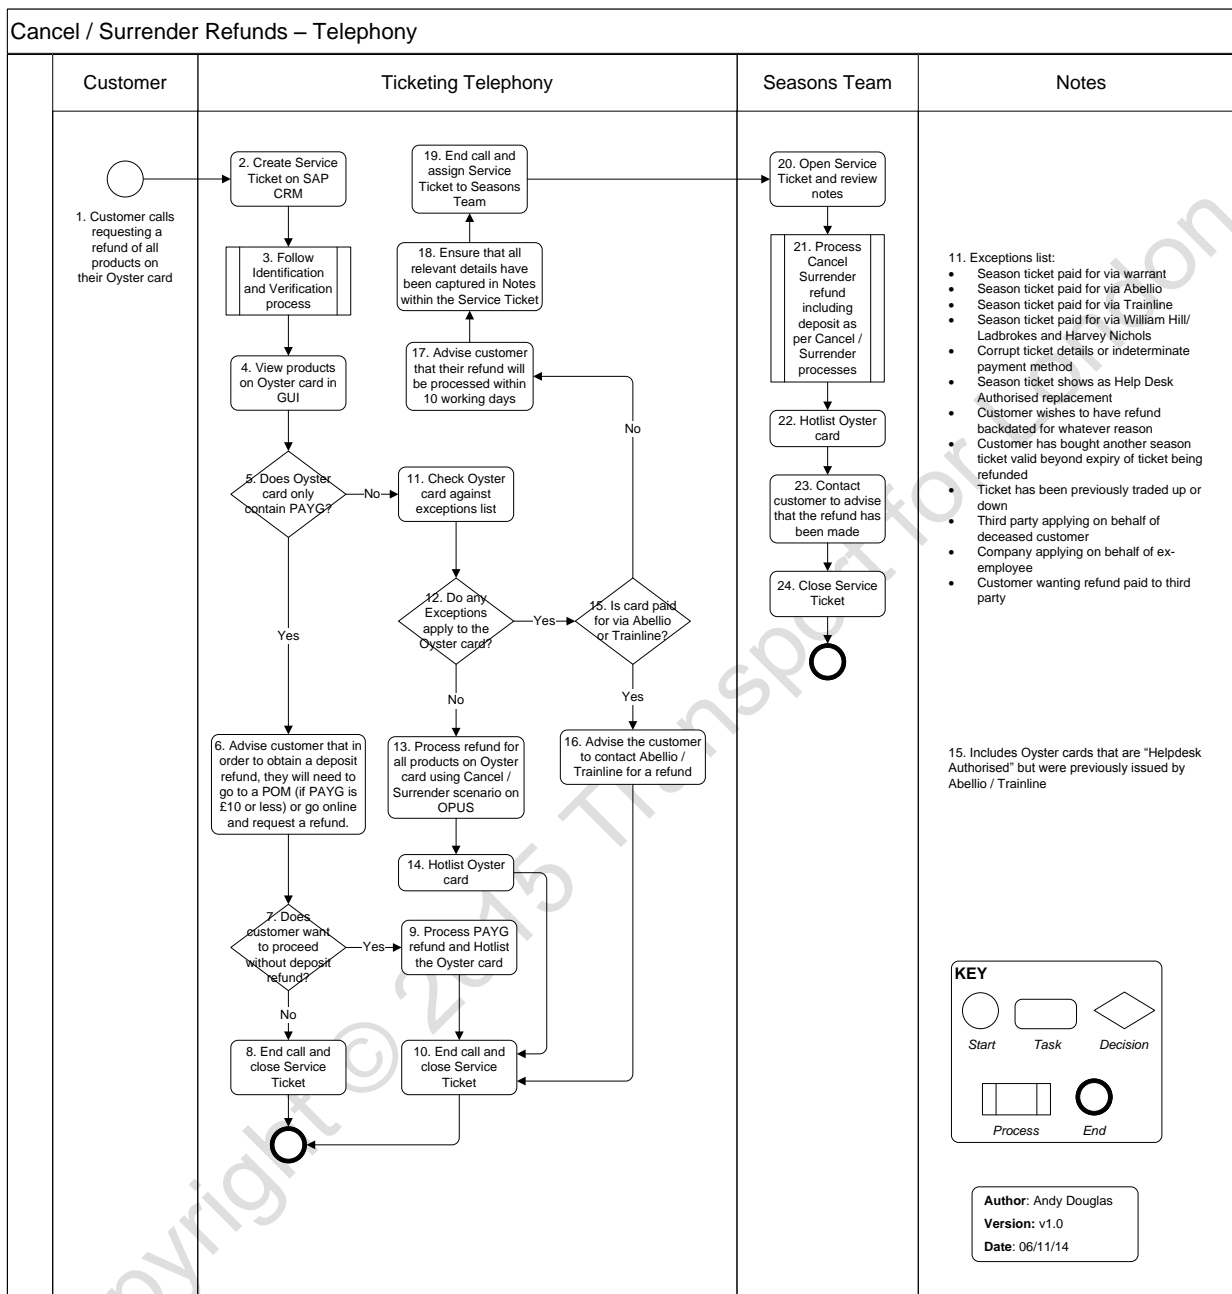 Cancel / Surrender Refunds – Telephony
Customer
Ticketing Telephony
Seasons Team
Notes
1. Customer calls
requesting a
refund of all
products on
their Oyster card
2. Create Service
Ticket on SAP
CRM
3. Follow
Identification
and Verification
process
4. View products
on Oyster card in
GUI
5. Does Oyster
card only
contain PAYG?
No
Yes
6. Advise customer that in
order to obtain a deposit
refund, they will need to
go to a POM (if PAYG is
£10 or less) or go online
and request a refund.
7. Does
customer want
to proceed
without deposit
refund?
Yes
No
8. End call and
close Service
Ticket
9. Process PAYG
refund and Hotlist
the Oyster card
10. End call and
close Service
Ticket
11. Check Oyster
card against
exceptions list
12. Do any
Exceptions
apply to the
Oyster card?
Yes
No
13. Process refund for
all products on Oyster
card using Cancel /
Surrender scenario on
OPUS
14. Hotlist Oyster
card
15. Is card paid
for via Abellio
or Trainline?
No
Yes
16. Advise the customer
to contact Abellio /
Trainline for a refund
17. Advise customer
that their refund will
be processed within
10 working days
18. Ensure that all
relevant details have
been captured in Notes
within the Service Ticket
19. End call and
assign Service
Ticket to Seasons
Team
20. Open Service
Ticket and review
notes
21. Process
Cancel
Surrender
refund
including
deposit as
per Cancel /
Surrender
processes
22. Hotlist Oyster
card
23. Contact
customer to advise
that the refund has
been made
24. Close Service
Ticket
11. Exceptions list:
• Season ticket paid for via warrant
• Season ticket paid for via Abellio
• Season ticket paid for via Trainline
• Season ticket paid for via William Hill/
Ladbrokes and Harvey Nichols
• Corrupt ticket details or indeterminate
payment method
• Season ticket shows as Help Desk
Authorised replacement
• Customer wishes to have refund
backdated for whatever reason
• Customer has bought another season
ticket valid beyond expiry of ticket being
refunded
• Ticket has been previously traded up or
down
• Third party applying on behalf of
deceased customer
• Company applying on behalf of ex-
employee
• Customer wanting refund paid to third
party
15. Includes Oyster cards that are “Helpdesk
Authorised” but were previously issued by
Abellio / Trainline
KEY
Start
Task
Decision
Process
End
Author: Andy Douglas
Version: v1.0
Date: 06/11/14
pyright © 2015 Transport for London